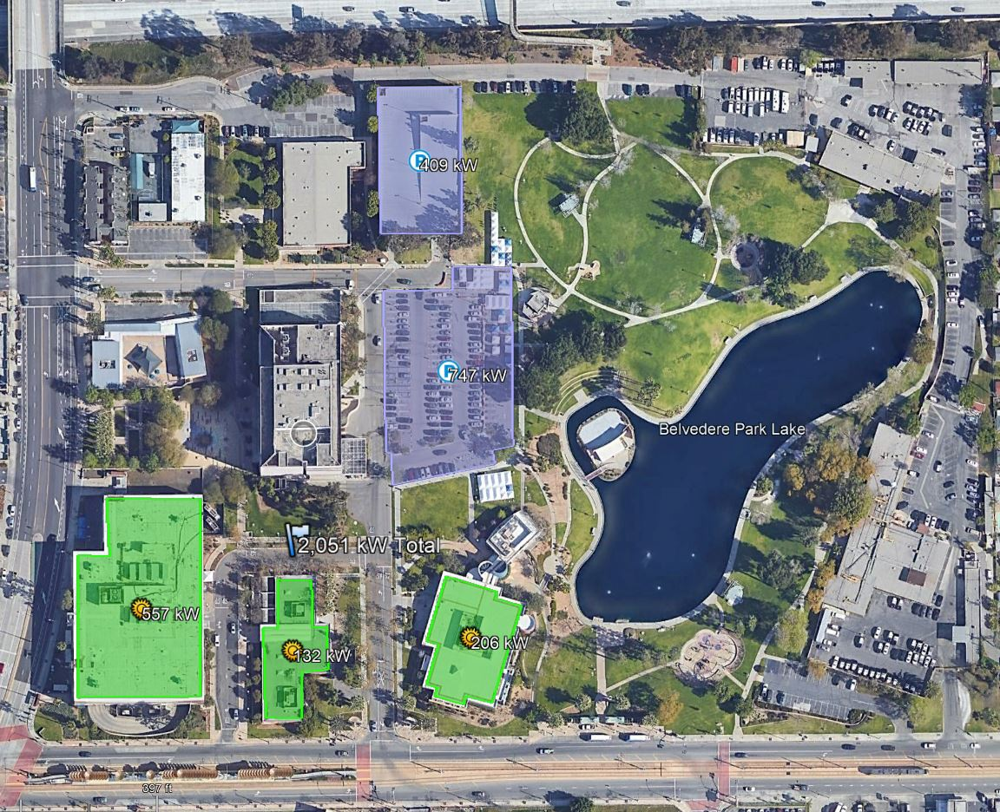 P
409 kW
P
747 kW
Belvedere Park Lake
2,051 kW Total
557 kW
132 kW
206 kW
397 ft